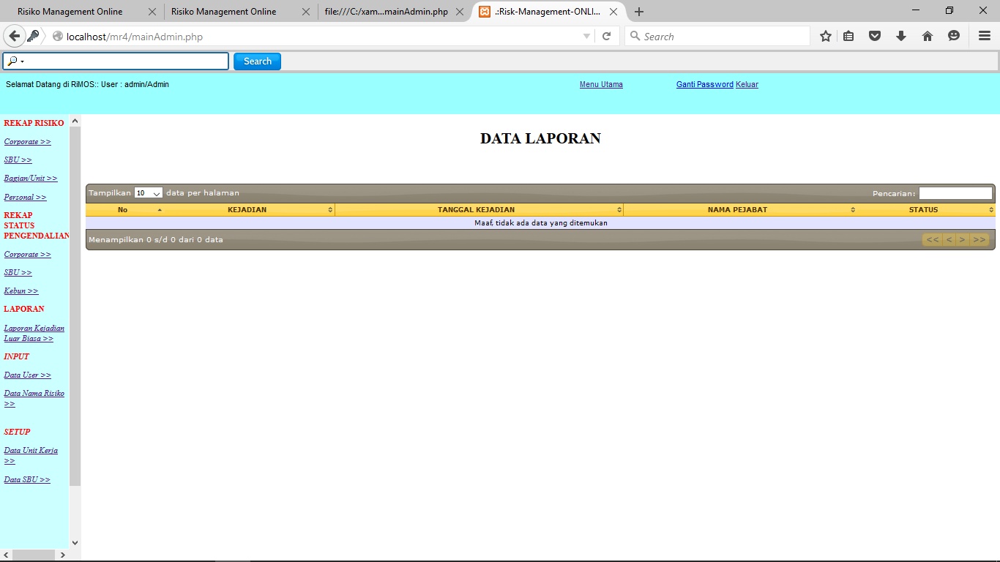 Risiko Management Online
Risiko Management Online
file:///C:/xam...mainAdmin.php
.:Risk-Management-ONLI...
localhost/mr4/mainAdmin.php
Search
Search
Selamat Datang di RiMOS:: User : admin/Admin
Menu Utama
Ganti Password Keluar
REKAP RISIKO
Corporate >>
SBU >>
Bagian/Unit >>
Personal >>
REKAP
STATUS
PENGENDALIAN
Corporate >>
SBU >>
Kebun >>
LAPORAN
Laporan Kejadian
Luar Biasa >>
INPUT
Data User >>
Data Nama Risiko
>>
SETUP
Data Unit Kerja
>>
Data SBU >>
DATA LAPORAN
Tampilkan 10 data per halaman
Pencarian:
No KEJADIAN TANGGAL KEJADIAN NAMA PEJABAT STATUS
Maaf, tidak ada data yang ditemukan
Menampilkan 0 s/d 0 dari 0 data
<< < > >>